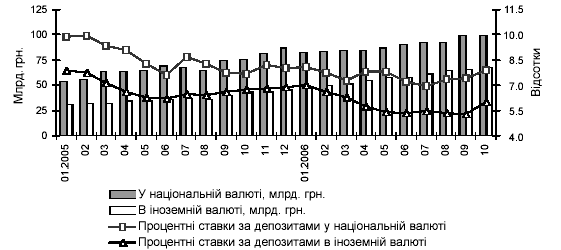 Млрд. грн.
125
100
75
50
25
0
11.5
10.0
8.5
7.0
5.5
4.0
Відсотки
01.2005 02 03 04 05 06 07 08 09 10 11 12 01.2006 02 03 04 05 06 07 08 09 10
У національній валюті, млрд. грн.
В іноземній валюті, млрд. грн.
Процентні ставки за депозитами у національній валюті
Процентні ставки за депозитами в іноземній валюті